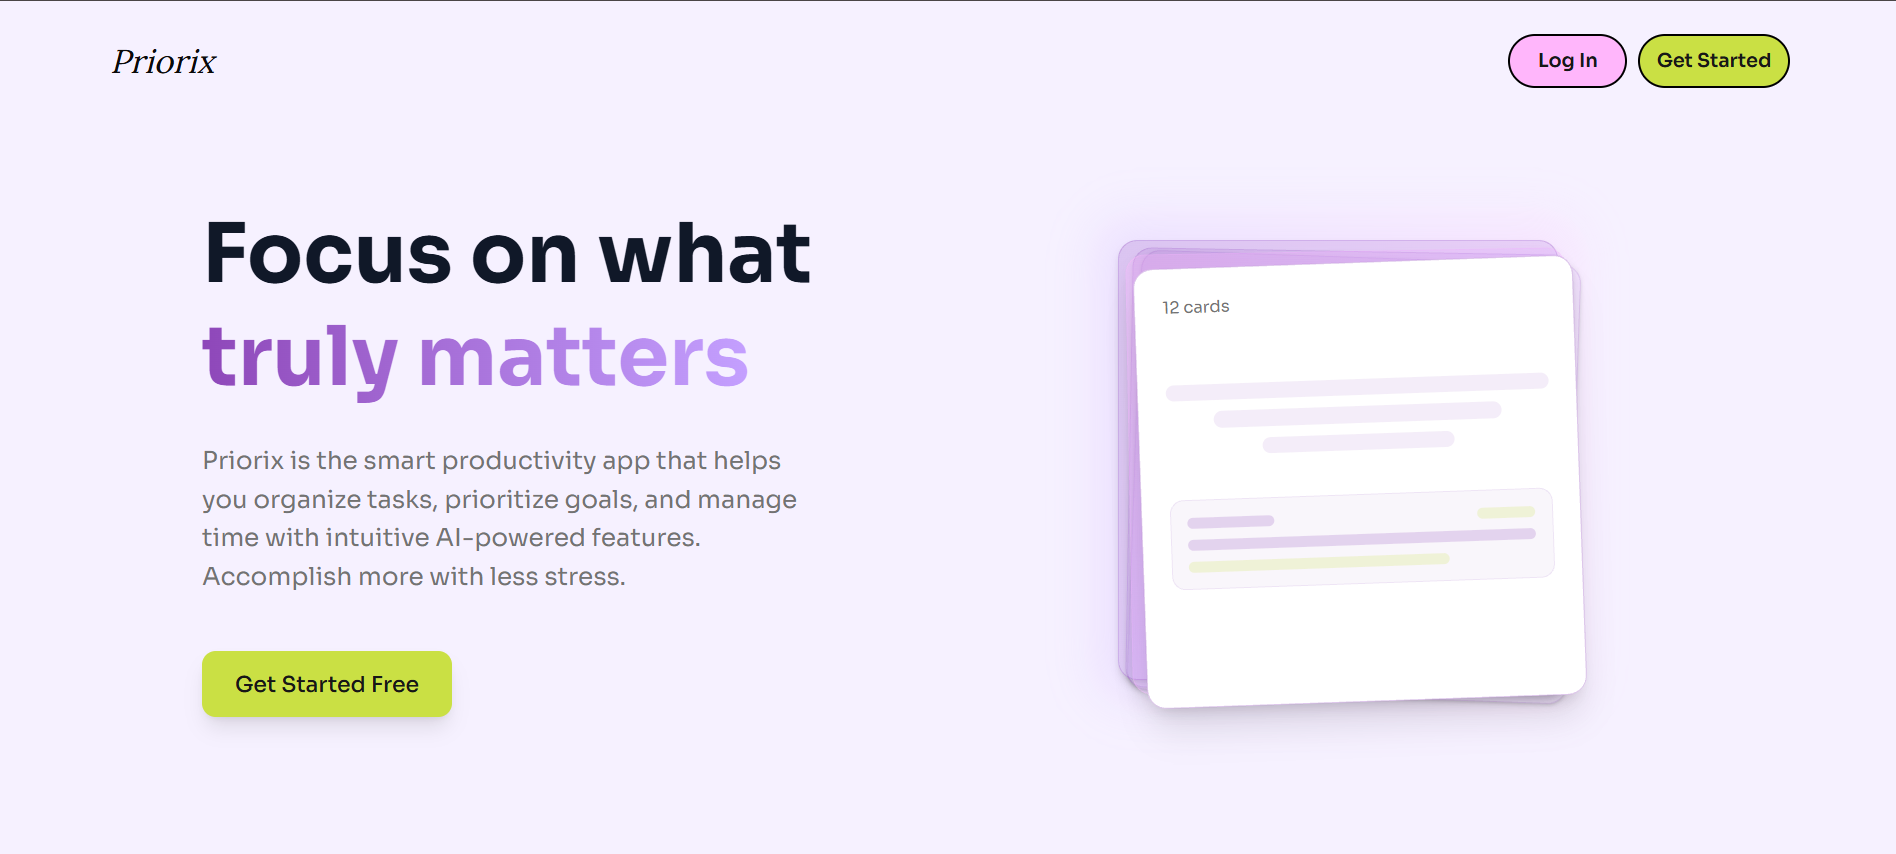 Priorix
Log In
Get Started
Focus on what
truly matters
Priorix is the smart productivity app that helps
you organize tasks, prioritize goals, and manage
time with intuitive AI-powered features.
Accomplish more with less stress.
Get Started Free
12 cards